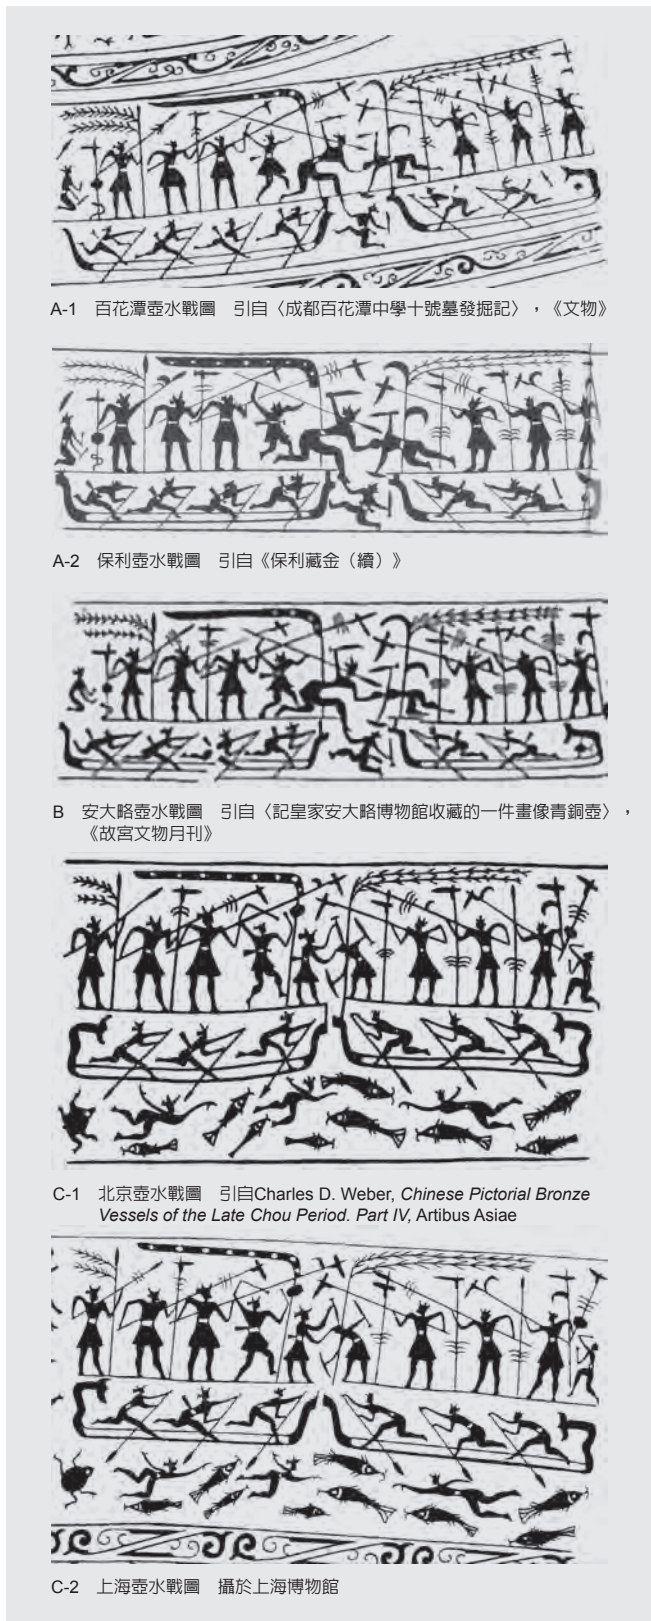 A-1 百花潭壺水戰圖 引自〈成都百花潭中學十號墓發掘記〉，《文物》
A-2 保利壺水戰圖 引自《保利藏金（續）》
B 安大略壺水戰圖 引自〈記皇家安大略博物館收藏的一件畫像青銅壺〉，
《故宮文物月刊》
C-1 北京壺水戰圖 引自Charles D. Weber, Chinese Pictorial Bronze
Vessels of the Late Chou Period. Part IV, Artibus Asiae
C-2 上海壺水戰圖 攝於上海博物館